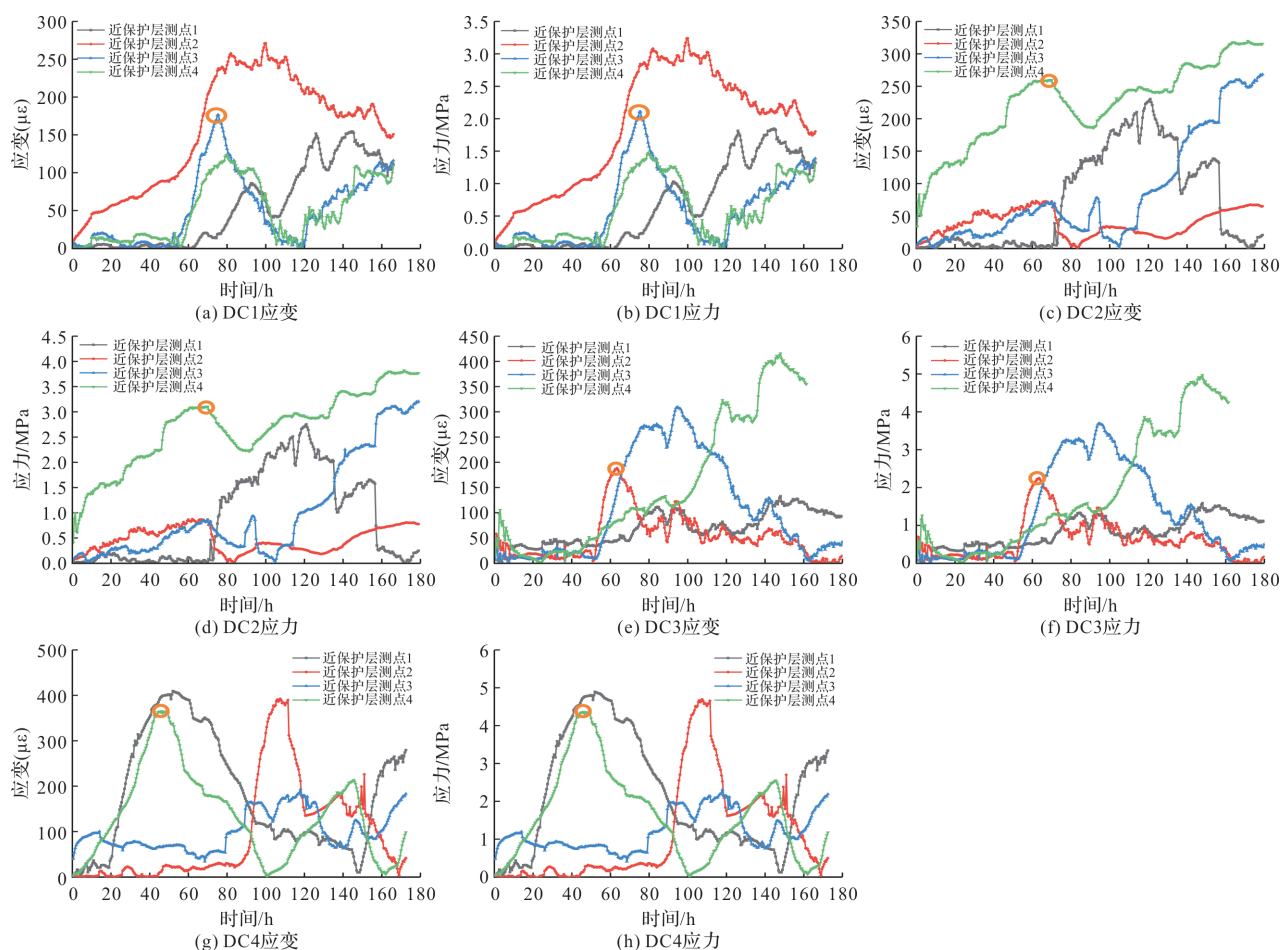 300
250
200
150
100
50
0
应变(με)
近保护层测点1
近保护层测点2
近保护层测点3
近保护层测点4
0 20 40 60 80 100 120 140 160 180
时间/h
(a) DC1应变
3.5
3.0
2.5
2.0
1.5
1.0
0.5
0.0
应力/MPa
近保护层测点1
近保护层测点2
近保护层测点3
近保护层测点4
0 20 40 60 80 100 120 140 160 180
时间/h
(b) DC1应力
350
300
250
200
150
100
50
0
应变(με)
近保护层测点1
近保护层测点2
近保护层测点3
近保护层测点4
0 20 40 60 80 100 120 140 160 180
时间/h
(c) DC2应变
4.5
4.0
3.5
3.0
2.5
2.0
1.5
1.0
0.5
0.0
应力/MPa
近保护层测点1
近保护层测点2
近保护层测点3
近保护层测点4
0 20 40 60 80 100 120 140 160 180
时间/h
(d) DC2应力
450
400
350
300
250
200
150
100
50
0
应变(με)
近保护层测点1
近保护层测点2
近保护层测点3
近保护层测点4
0 20 40 60 80 100 120 140 160 180
时间/h
(e) DC3应变
6
5
4
3
2
1
0
应力/MPa
近保护层测点1
近保护层测点2
近保护层测点3
近保护层测点4
0 20 40 60 80 100 120 140 160 180
时间/h
(f) DC3应力
500
400
300
200
100
0
应变(με)
近保护层测点1
近保护层测点2
近保护层测点3
近保护层测点4
0 20 40 60 80 100 120 140 160 180
时间/h
(g) DC4应变
6
5
4
3
2
1
0
应力/MPa
近保护层测点1
近保护层测点2
近保护层测点3
近保护层测点4
0 20 40 60 80 100 120 140 160 180
时间/h
(h) DC4应力